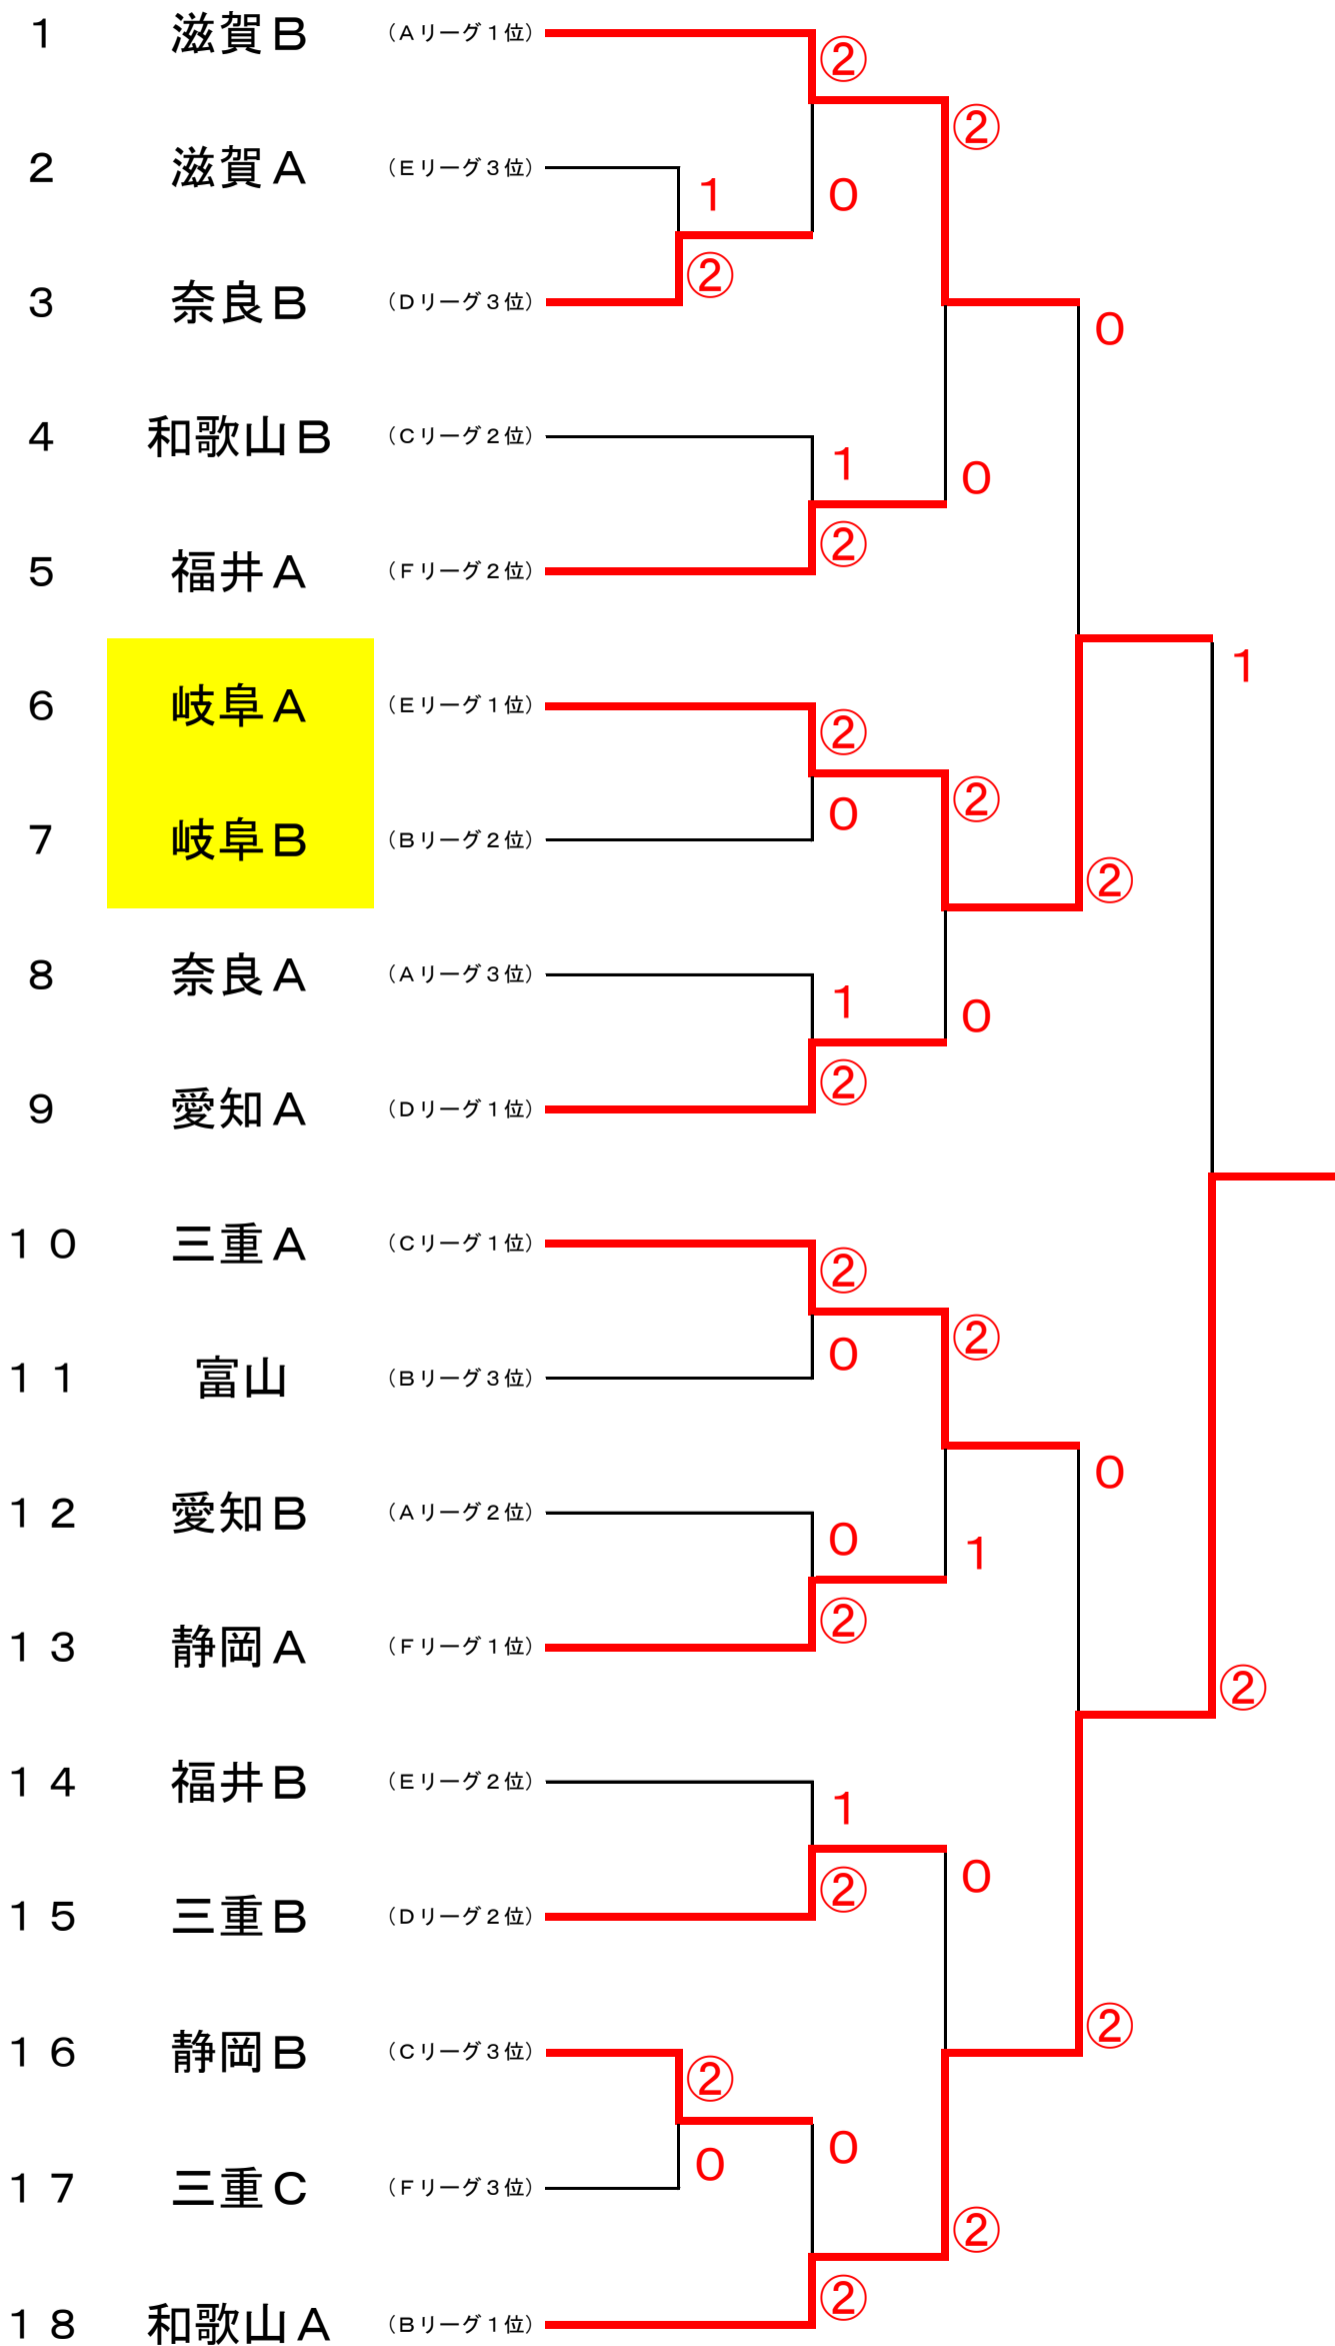 １ 滋賀Ｂ （Ａリーグ１位） ②
②
２ 滋賀Ａ （Ｅリーグ３位） １ ０
３ 奈良Ｂ （Ｄリーグ３位） ②
０
４ 和歌山Ｂ （Ｃリーグ２位） １ ０
５ 福井Ａ （Ｆリーグ２位） ②
１
６ 岐阜Ａ （Ｅリーグ１位） ②
②
７ 岐阜Ｂ （Ｂリーグ２位） ０
②
８ 奈良Ａ （Ａリーグ３位） １ ０
９ 愛知Ａ （Ｄリーグ１位） ②
１０ 三重Ａ （Ｃリーグ１位） ②
②
１１ 富山 （Ｂリーグ３位） ０
０
１２ 愛知Ｂ （Ａリーグ２位） ０ １
１３ 静岡Ａ （Ｆリーグ１位） ②
②
１４ 福井Ｂ （Ｅリーグ２位） １
０
１５ 三重Ｂ （Ｄリーグ２位） ②
②
１６ 静岡Ｂ （Ｃリーグ３位） ②
０
１７ 三重Ｃ （Ｆリーグ３位） ０
②
１８ 和歌山Ａ （Ｂリーグ１位） ②